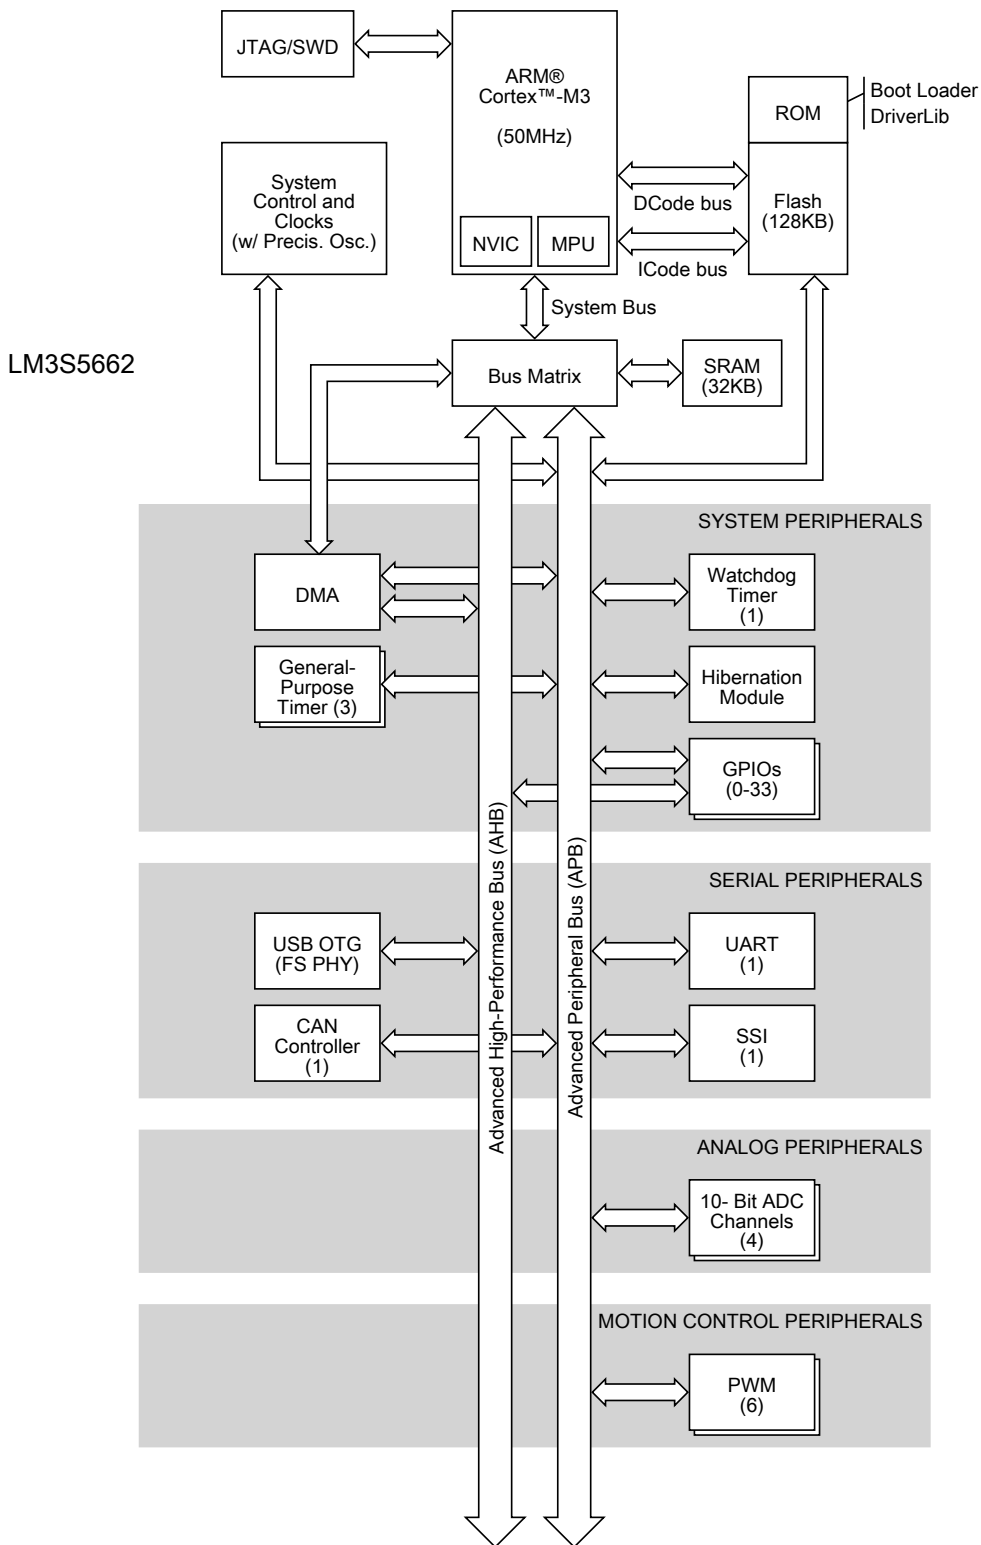 JTAG/SWD
ARM®
Cortex™-M3
(50MHz)
NVIC
MPU
ROM
Boot Loader
DriverLib
Flash
(128KB)
DCode bus
ICode bus
System
Control and
Clocks
(w/ Precis. Osc.)
System Bus
LM3S5662
Bus Matrix
SRAM
(32KB)
SYSTEM PERIPHERALS
DMA
Watchdog
Timer
(1)
General-
Purpose
Timer (3)
Hibernation
Module
GPIOs
(0-33)
Advanced High-Performance Bus (AHB)
Advanced Peripheral Bus (APB)
SERIAL PERIPHERALS
USB OTG
(FS PHY)
UART
(1)
CAN
Controller
(1)
SSI
(1)
ANALOG PERIPHERALS
10- Bit ADC
Channels
(4)
MOTION CONTROL PERIPHERALS
PWM
(6)